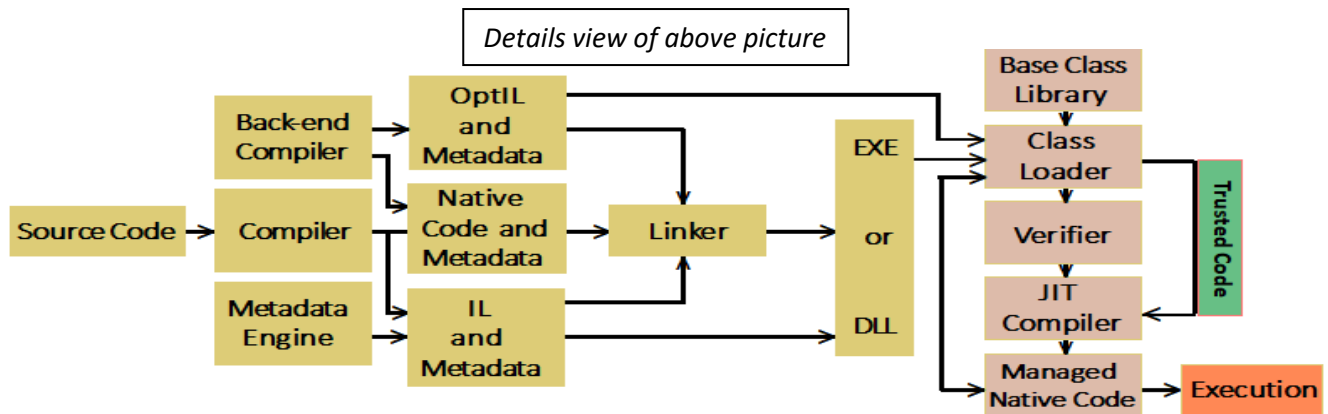 Details view of above picture
Source Code
Back-end
Compiler
Compiler
Metadata
Engine
OptIL
and
Metadata
Native
Code and
Metadata
IL
and
Metadata
Linker
EXE
or
DLL
Base Class
Library
Class
Loader
Verifier
JIT
Compiler
Managed
Native Code
Trusted Code
Execution